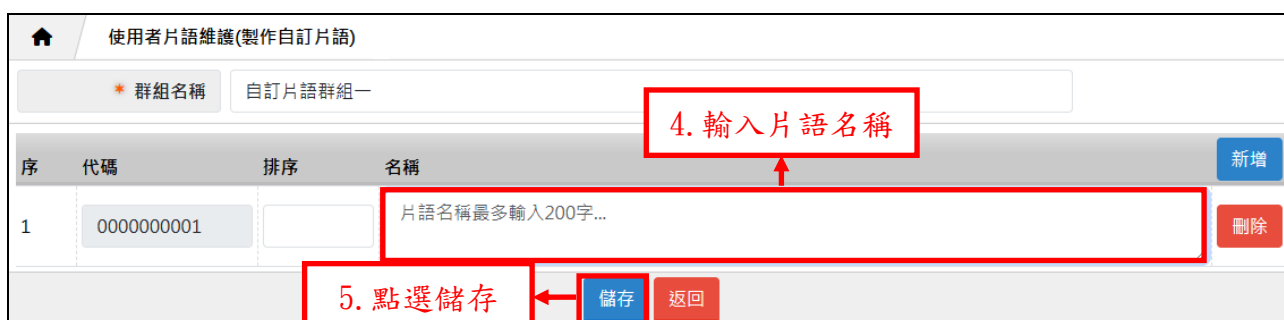 使用者片語維護(製作自訂片語)
* 群組名稱 自訂片語群組一
4.輸入片語名稱
序 代碼 排序 名稱 新增
1 0000000001 片語名稱最多輸入200字... 刪除
5.點選儲存 儲存 返回